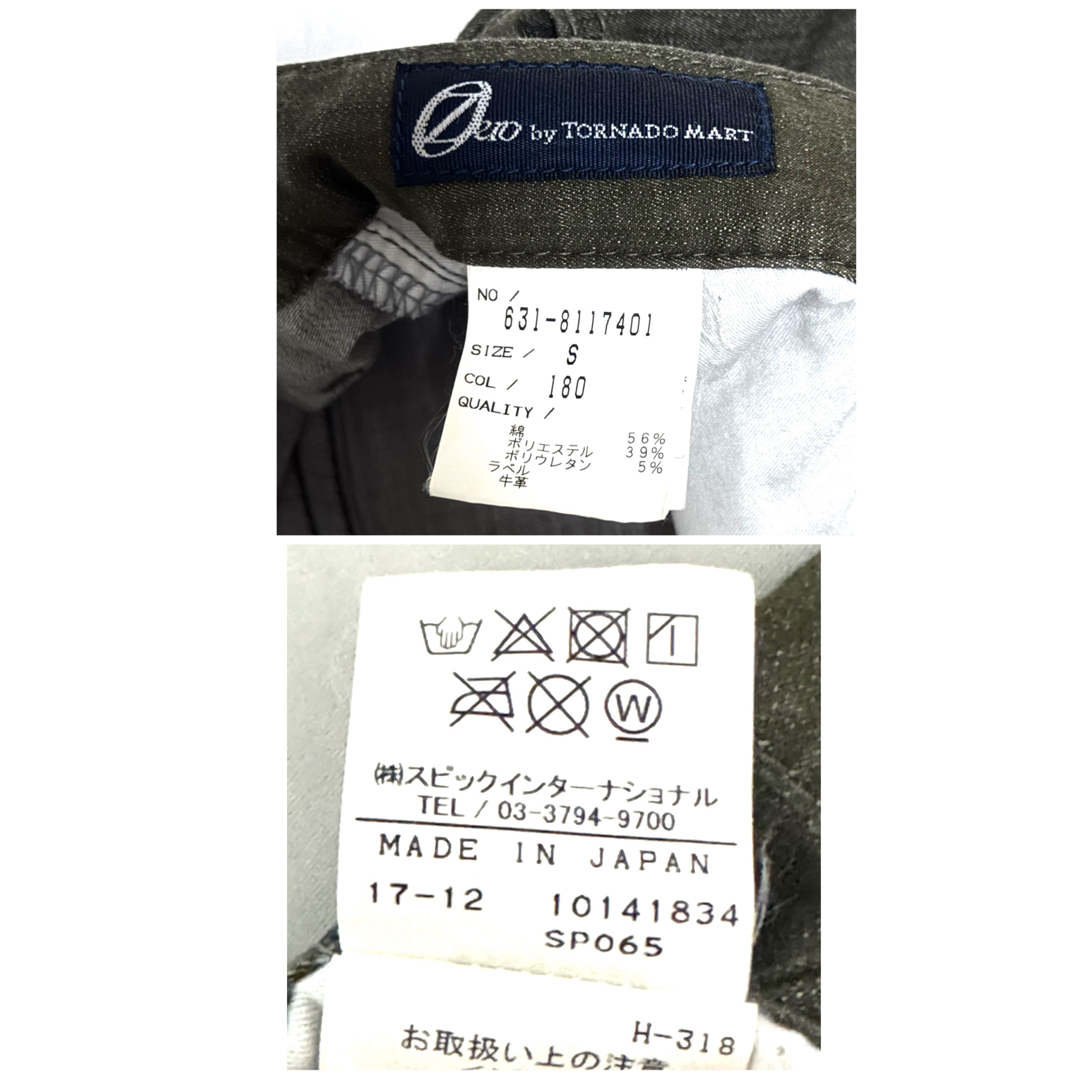 Zero by TORNADO MART
NO /
631-8117401
SIZE / S
COL / 180
QUALITY /
綿 56%
ポリエステル 39%
ポリウレタン 5%
ラベル
牛革
W
㈱スピックインターナショナル
TEL / 03-3794-9700
MADE IN JAPAN
17-12 10141834
SP065
H-318
お取扱い上の注意